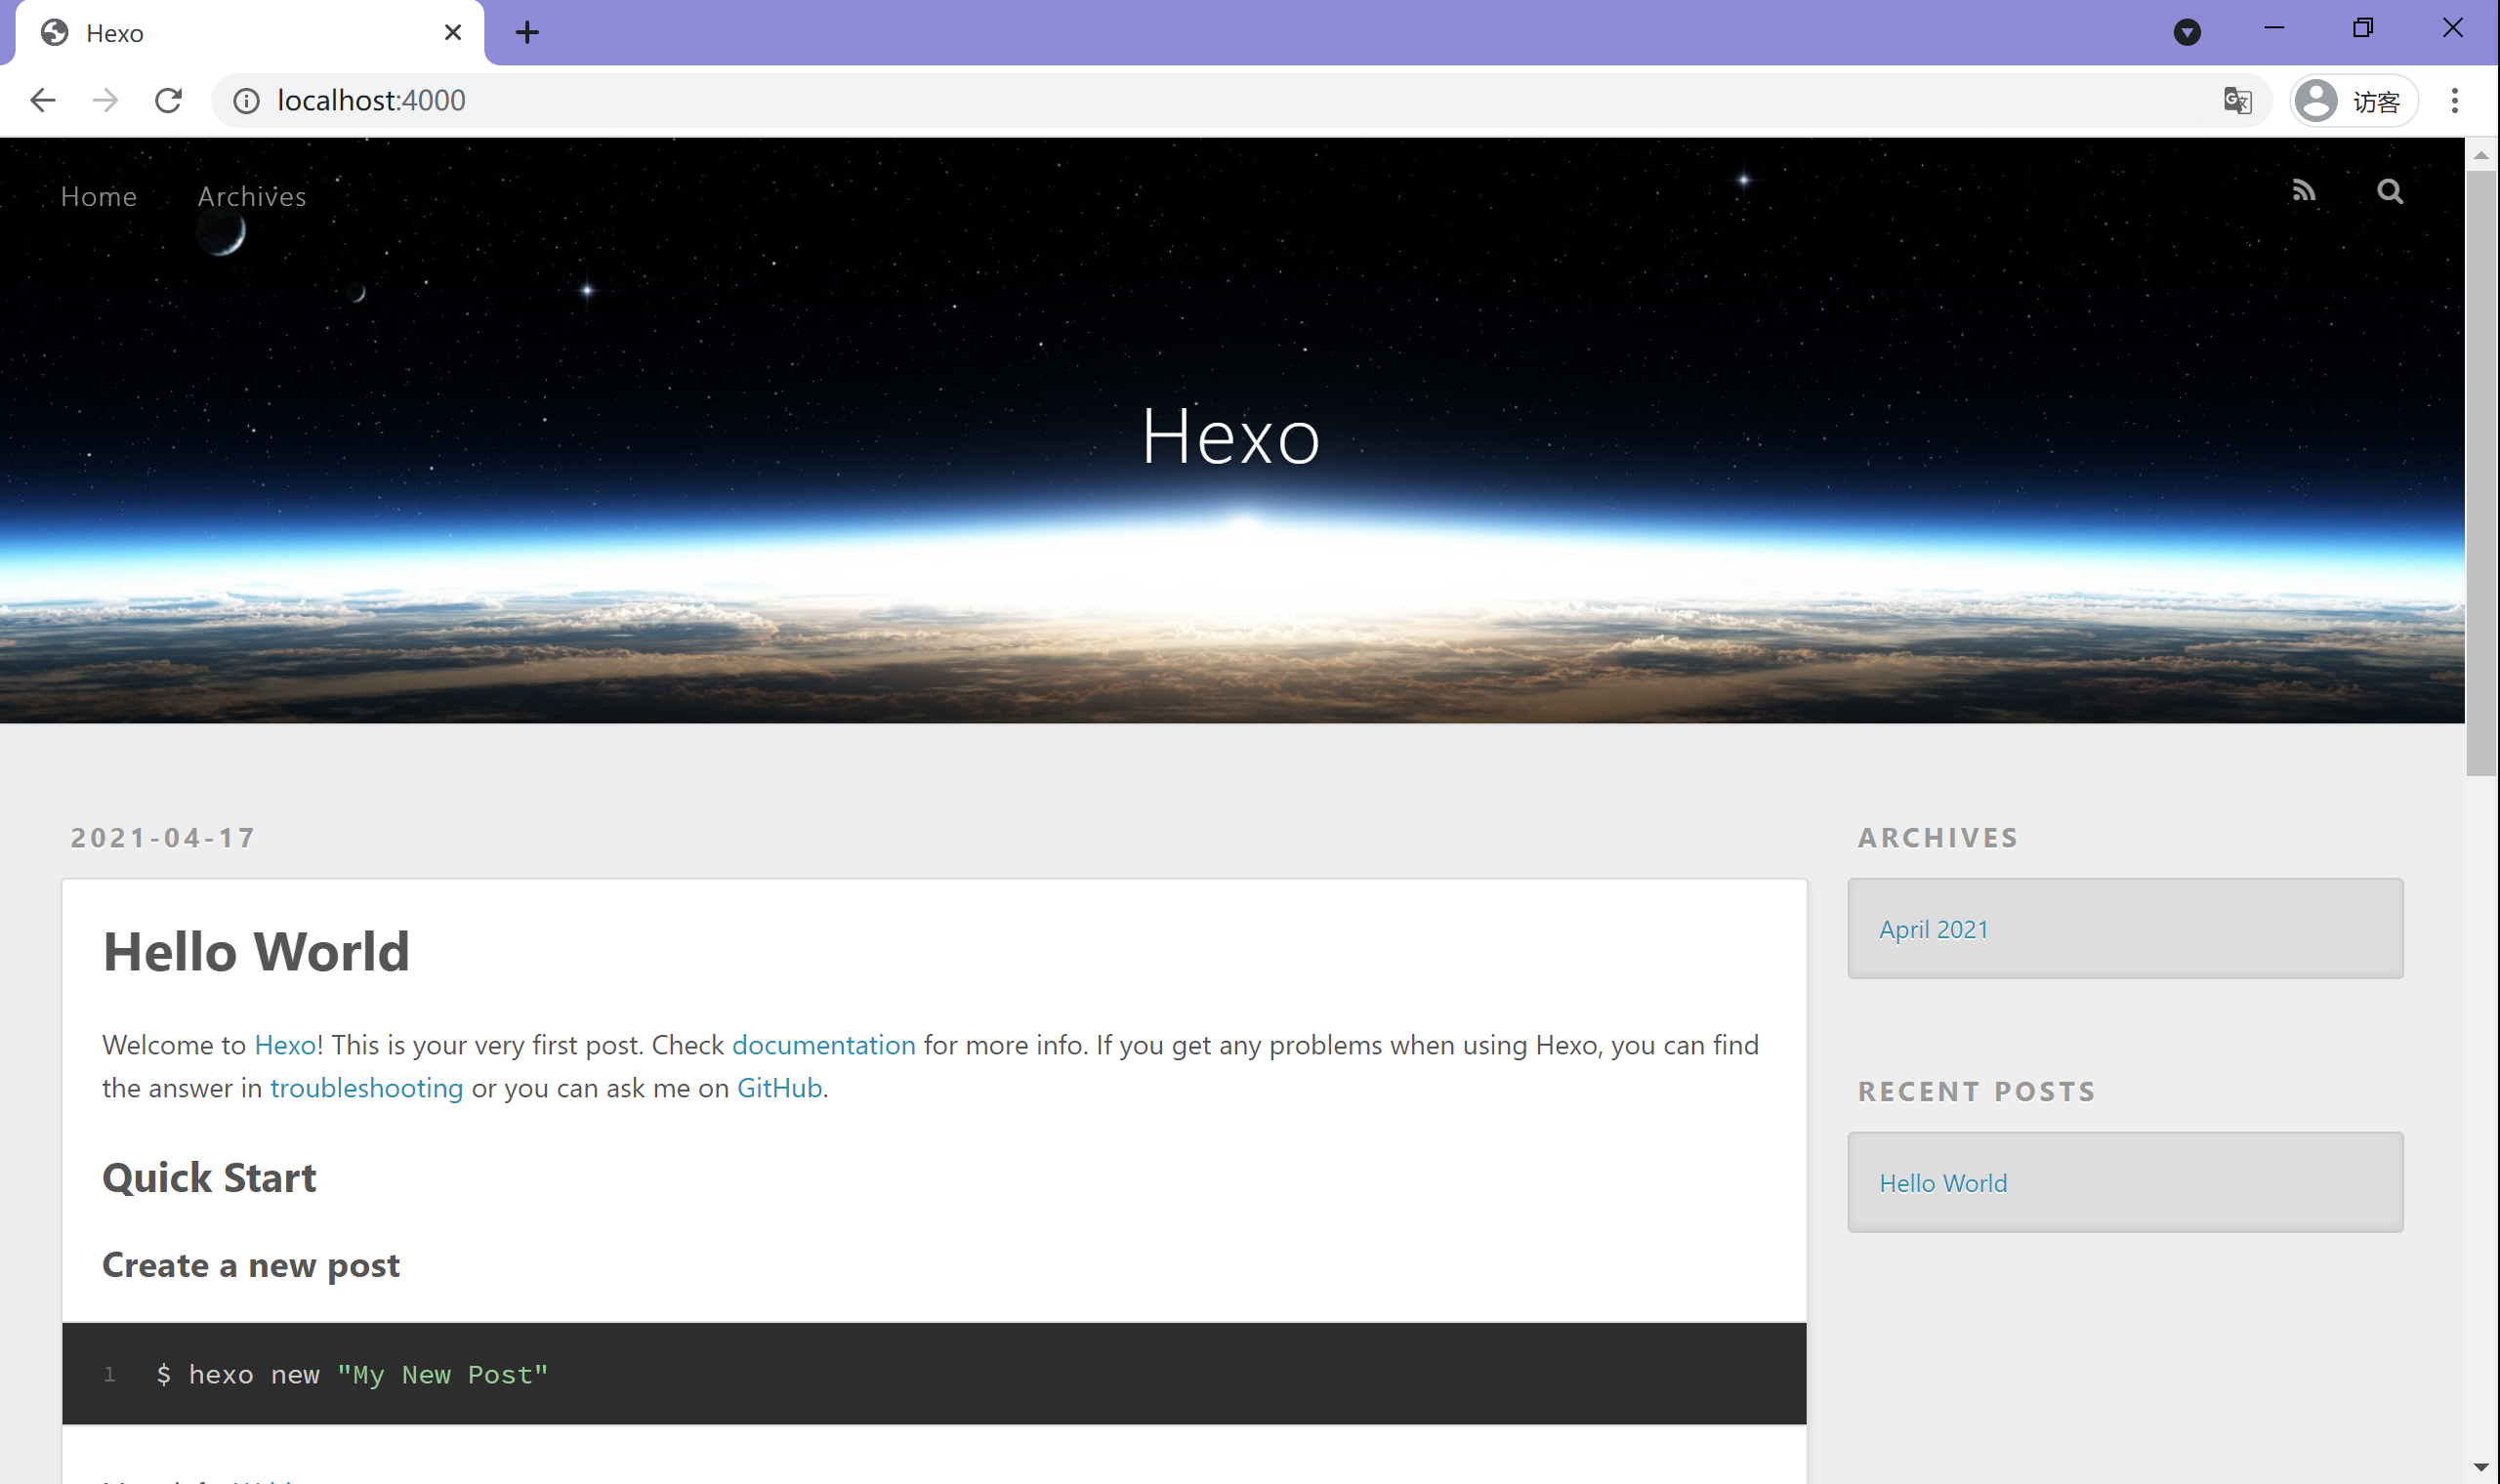 Hexo
localhost:4000
访客
Home Archives
Hexo
2021-04-17
Hello World
Welcome to Hexo! This is your very first post. Check documentation for more info. If you get any problems when using Hexo, you can find
the answer in troubleshooting or you can ask me on GitHub.
Quick Start
Create a new post
1 $ hexo new "My New Post"
ARCHIVES
April 2021
RECENT POSTS
Hello World